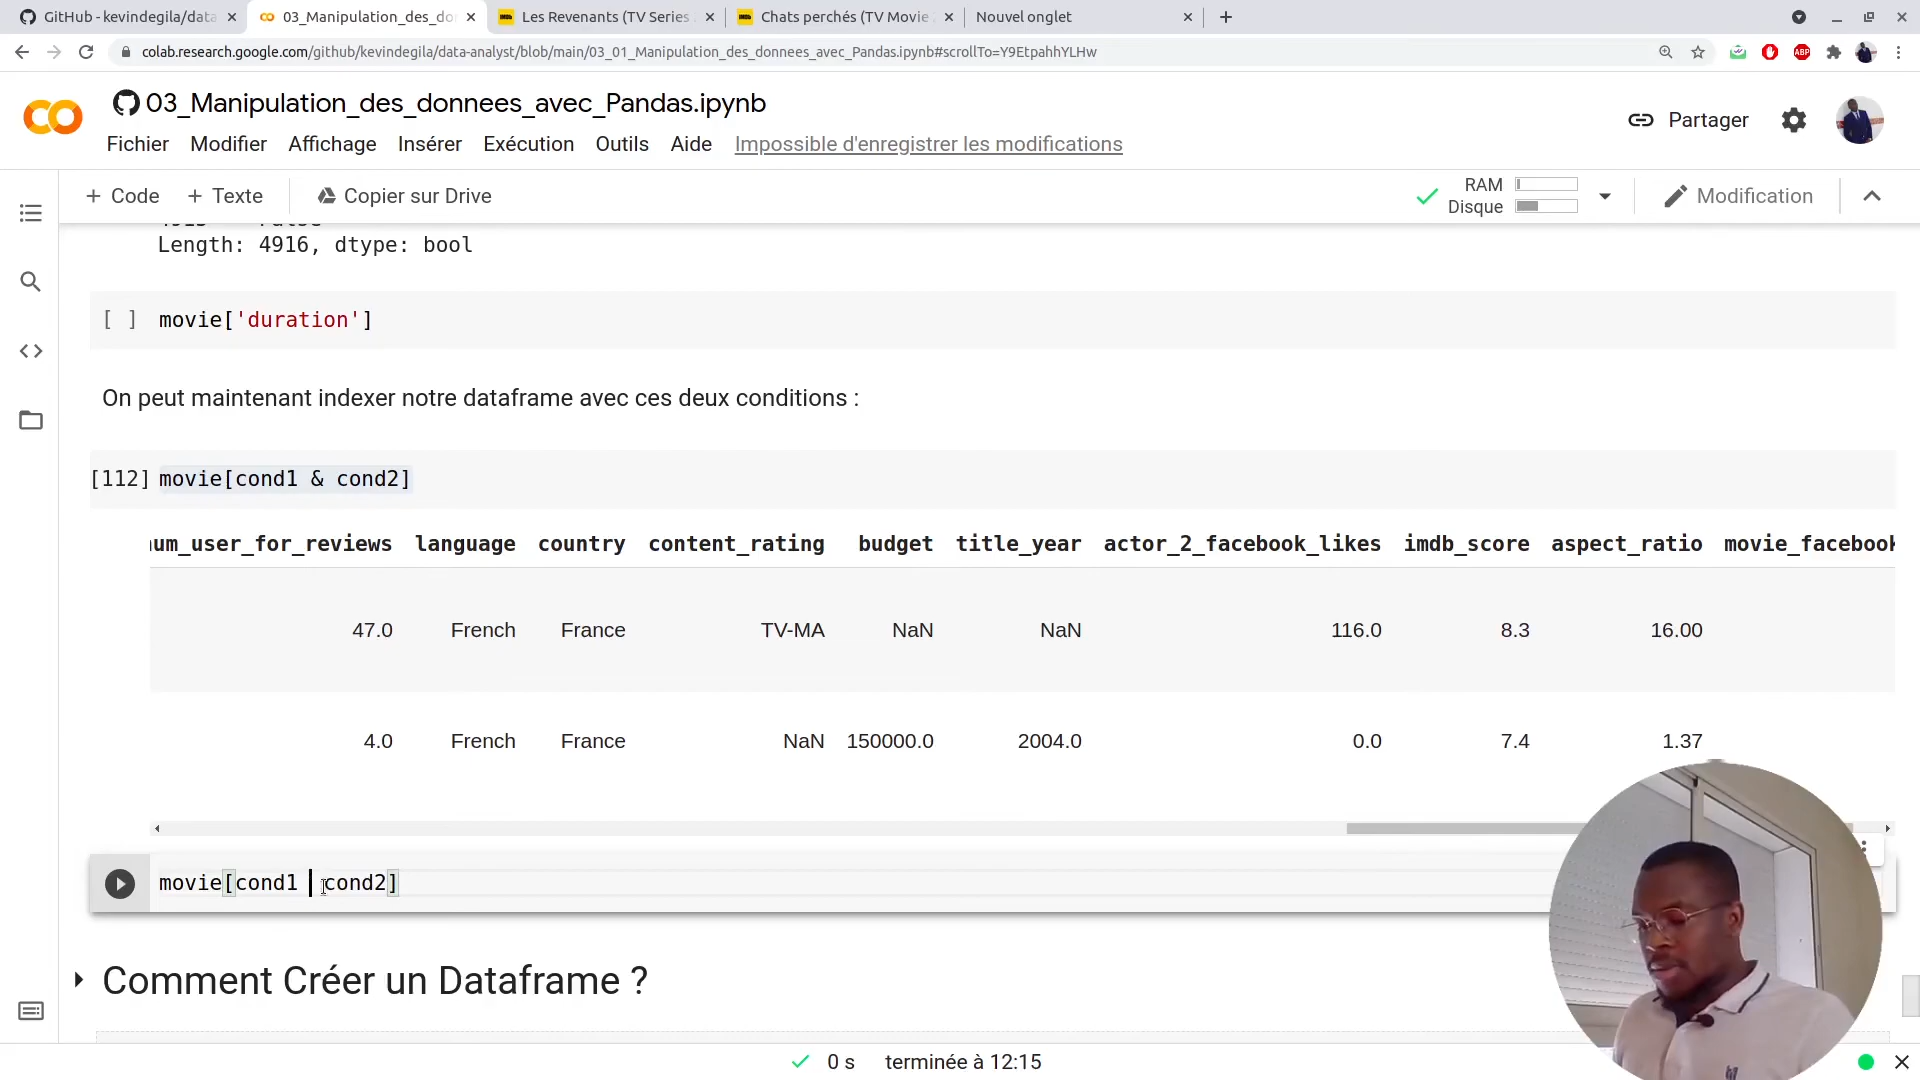 GitHub - kevindegila/data
03_Manipulation_des_do
Les Revenants (TV Series
Chats perchés (TV Movie
Nouvel onglet
colab.research.google.com/github/kevindegila/data-analyst/blob/main/03_01_Manipulation_des_donnees_avec_Pandas.ipynb#scrollTo=Y9EtpahhYLHw
03_Manipulation_des_donnees_avec_Pandas.ipynb
Fichier Modifier Affichage Insérer Exécution Outils Aide Impossible d'enregistrer les modifications
Partager
+ Code + Texte Copier sur Drive
RAM
Disque
Modification
Length: 4916, dtype: bool
[ ] movie['duration']
On peut maintenant indexer notre dataframe avec ces deux conditions :
[112] movie[cond1 & cond2]
um_user_for_reviews language country content_rating budget title_year actor_2_facebook_likes imdb_score aspect_ratio movie_facebook
47.0 French France TV-MA NaN NaN 116.0 8.3 16.00
4.0 French France NaN 150000.0 2004.0 0.0 7.4 1.37
movie[cond1 cond2]
Comment Créer un Dataframe ?
0 s terminée à 12:15